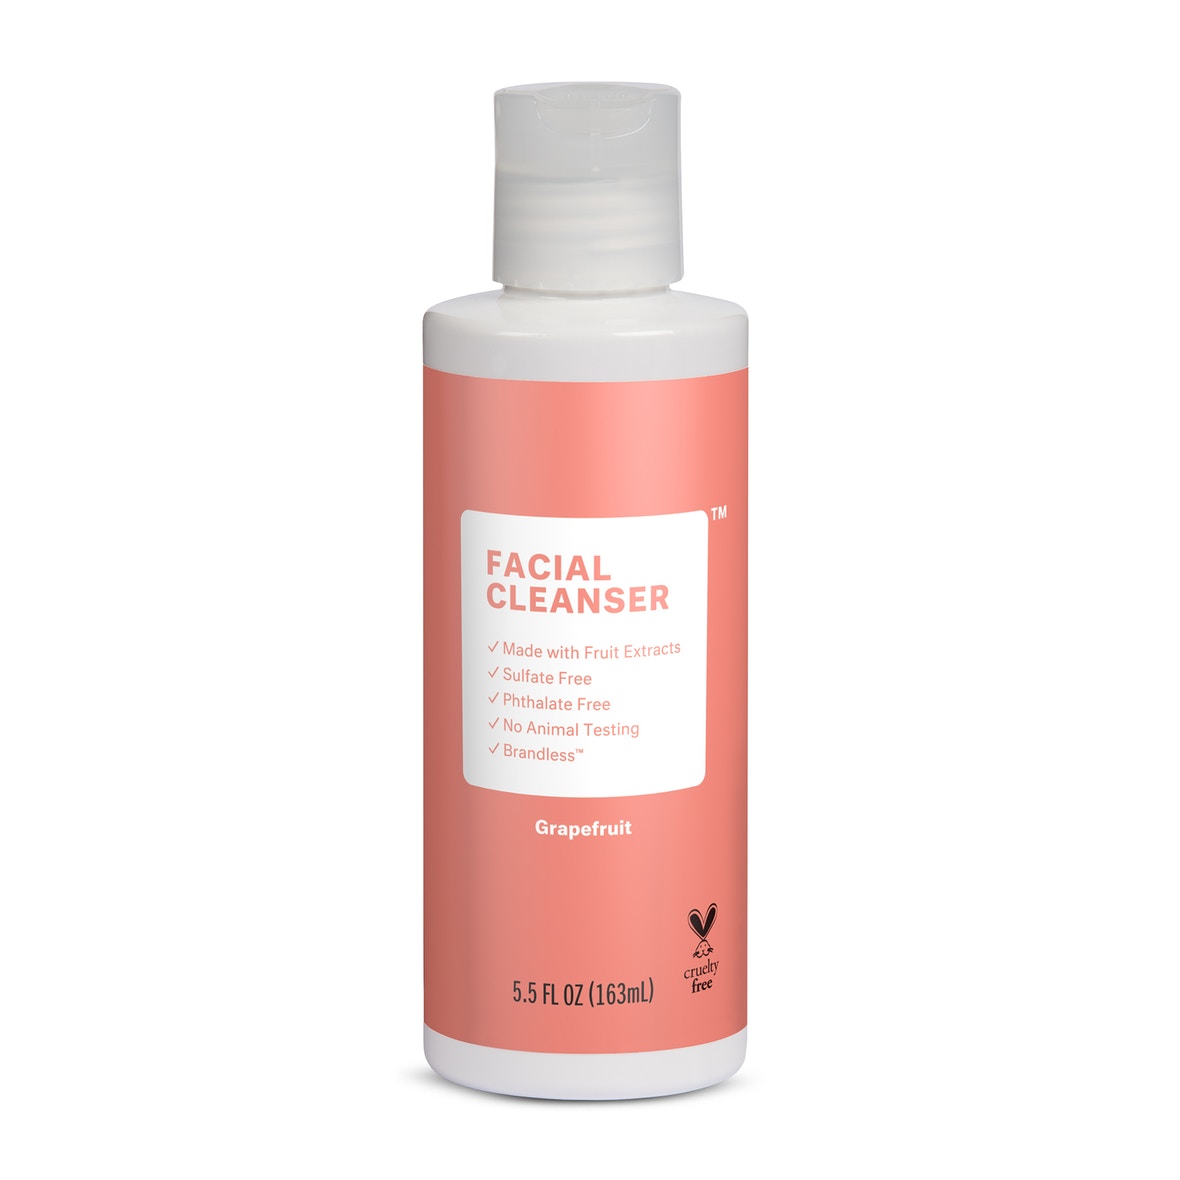 TM
FACIAL
CLEANSER
✓ Made with Fruit Extracts
✓ Sulfate Free
✓ Phthalate Free
✓ No Animal Testing
✓ Brandless™
Grapefruit
cruelty
free
5.5 FL OZ (163mL)